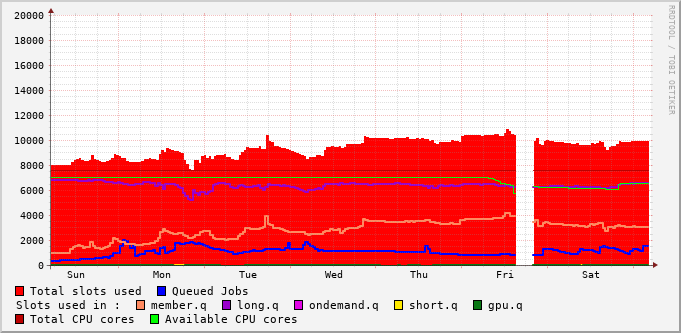 20000
18000
16000
14000
12000
10000
8000
6000
4000
2000
0
Sun Mon Tue Wed Thu Fri Sat
RRDTOOL / TOBI OETIKER
Total slots used Queued Jobs
Slots used in : member.q long.q ondemand.q short.q gpu.q
Total CPU cores Available CPU cores